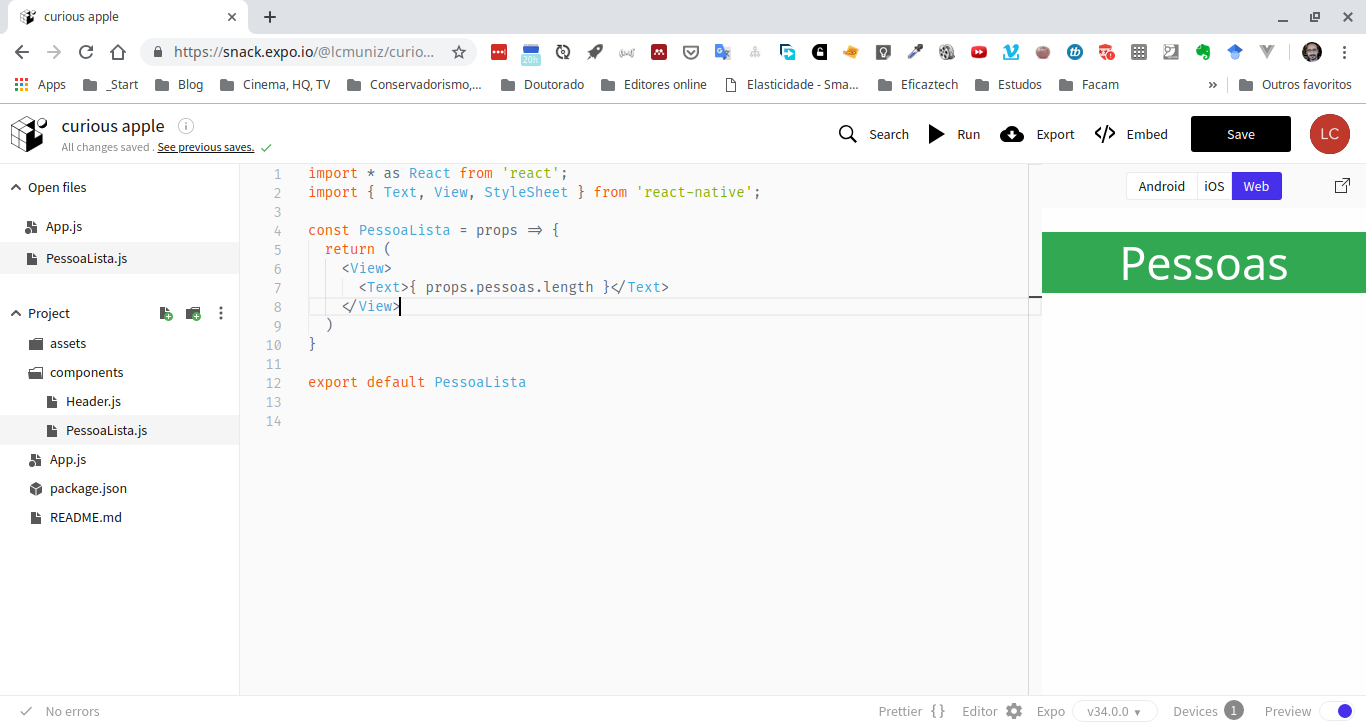 curious apple
https://snack.expo.io/@lcmuniz/curio...
20h
Apps
_Start
Blog
Cinema, HQ, TV
Conservadorismo,...
Doutorado
Editores online
Elasticidade - Sma...
Eficaztech
Estudos
Facam
»
Outros favoritos
curious apple
All changes saved . See previous saves.
Search
Run
Export
Embed
Save
LC
Open files
App.js
PessoaLista.js
Project
assets
components
Header.js
PessoaLista.js
App.js
package.json
README.md
1 import * as React from 'react';
2 import { Text, View, StyleSheet } from 'react-native';
3
4 const PessoaLista = props => {
5 return (
6 <View>
7 <Text>{ props.pessoas.length }</Text>
8 </View>
9 )
10 }
11
12 export default PessoaLista
13
14
Android
iOS
Web
Pessoas
No errors
Prettier {}
Editor
Expo
v34.0.0
Devices 1
Preview